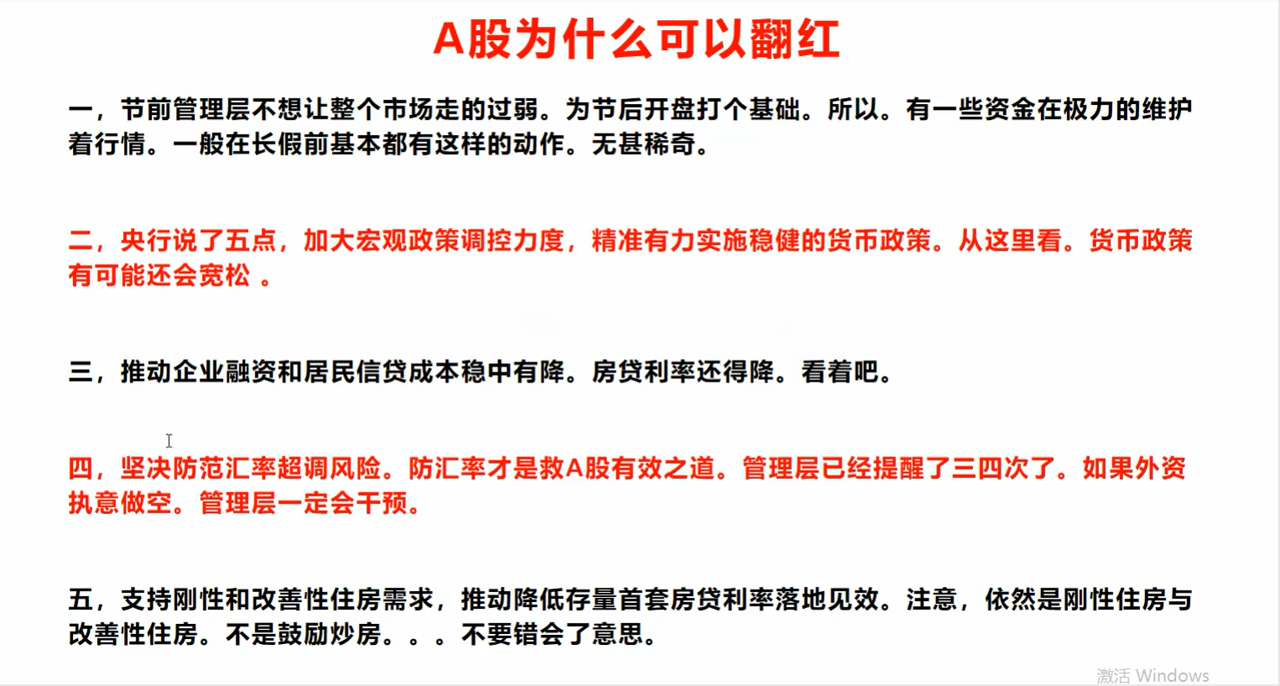 A股为什么可以翻红
一，节前管理层不想让整个市场走的过弱。为节后开盘打个基础。所以。有一些资金在极力的维护
着行情。一般在长假前基本都有这样的动作。无甚稀奇。
二，央行说了五点，加大宏观政策调控力度，精准有力实施稳健的货币政策。从这里看。货币政策
有可能还会宽松 。
三，推动企业融资和居民信贷成本稳中有降。房贷利率还得降。看着吧。
四，坚决防范汇率超调风险。防汇率才是救A股有效之道。管理层已经提醒了三四次了。如果外资
执意做空。管理层一定会干预。
五，支持刚性和改善性住房需求，推动降低存量首套房贷利率落地见效。注意，依然是刚性住房与
改善性住房。不是鼓励炒房。。。不要错会了意思。
激活 Windows